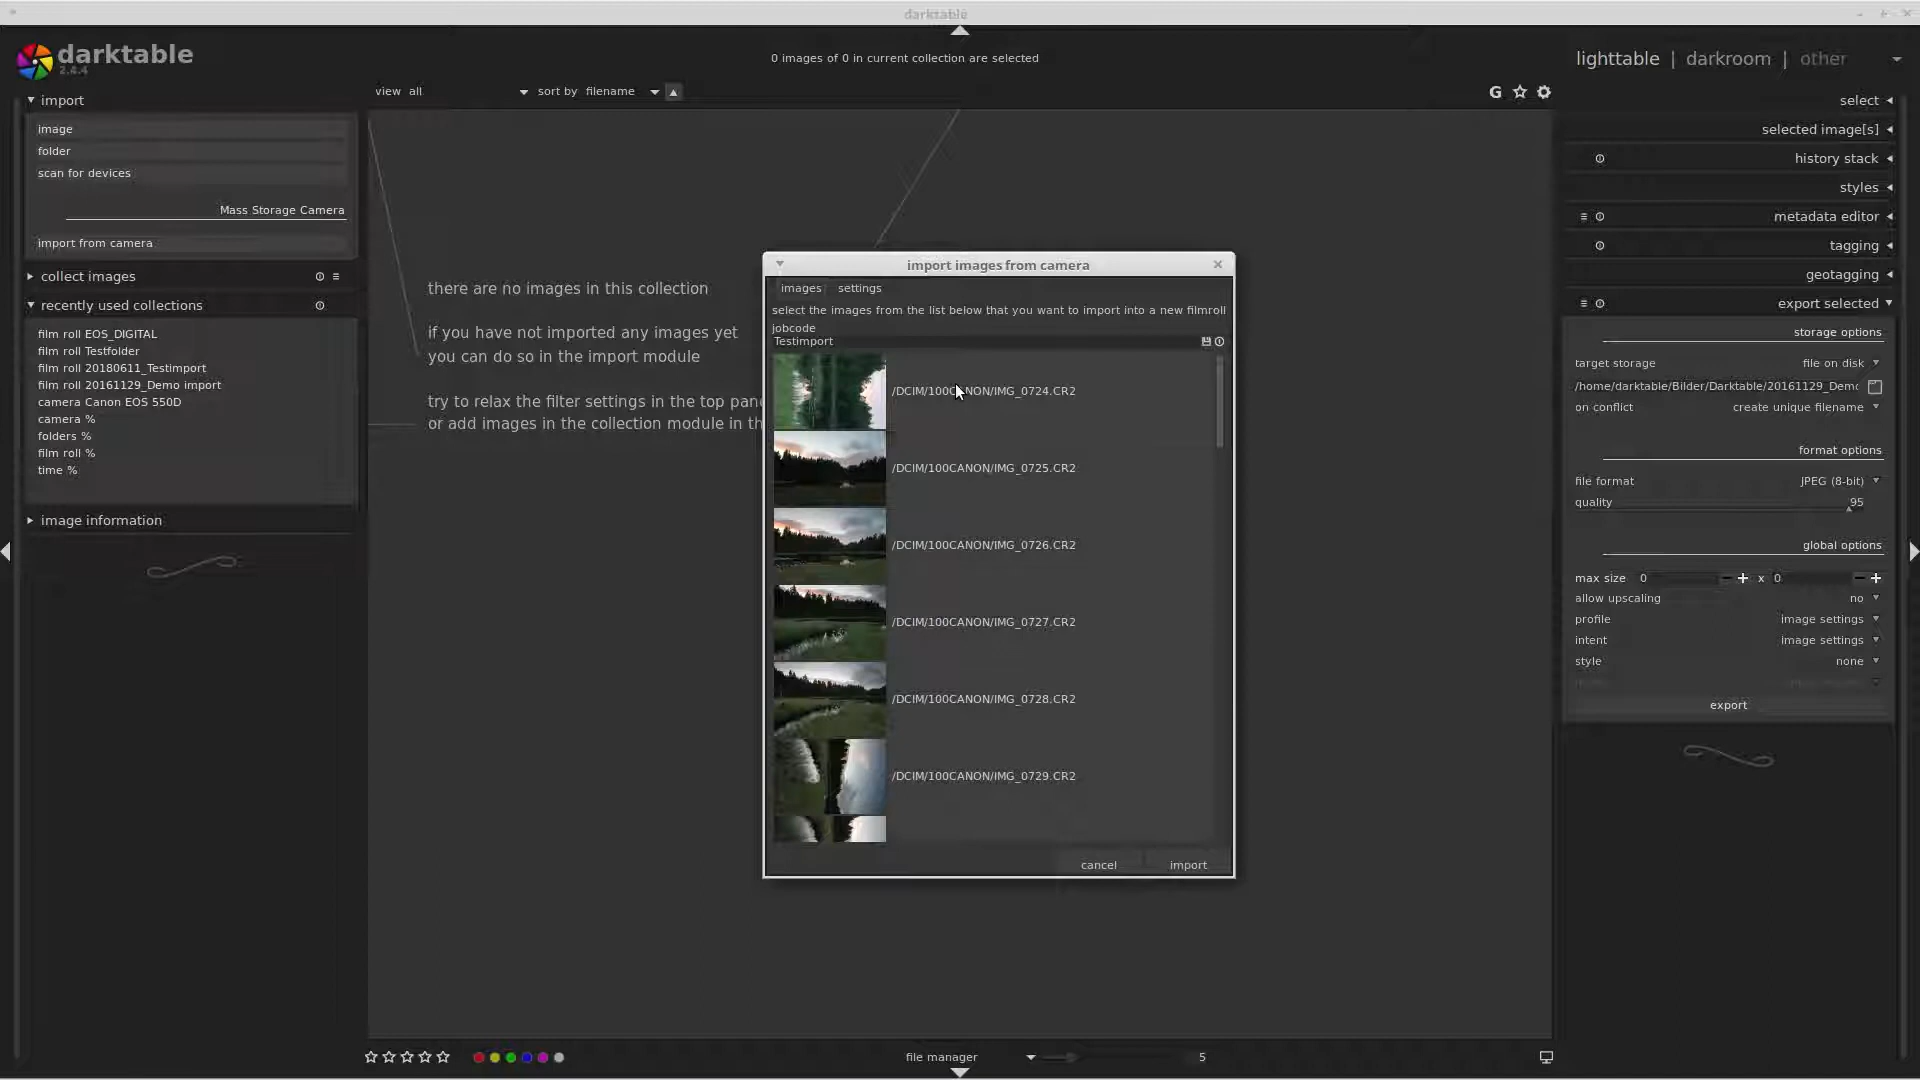 darktable
darktable
2.4.4
0 images of 0 in current collection are selected
lighttable | darkroom | other
view all
sort by filename
G
import
image
folder
scan for devices
Mass Storage Camera
import from camera
collect images
recently used collections
film roll EOS_DIGITAL
film roll Testfolder
film roll 20180611_Testimport
film roll 20161129_Demo import
camera Canon EOS 550D
camera %
folders %
film roll %
time %
image information
there are no images in this collection
if you have not imported any images yet
you can do so in the import module
try to relax the filter settings in the top pan
or add images in the collection module in th
import images from camera
images settings
select the images from the list below that you want to import into a new filmroll
jobcode
Testimport
/DCIM/100CANON/IMG_0724.CR2
/DCIM/100CANON/IMG_0725.CR2
/DCIM/100CANON/IMG_0726.CR2
/DCIM/100CANON/IMG_0727.CR2
/DCIM/100CANON/IMG_0728.CR2
/DCIM/100CANON/IMG_0729.CR2
cancel import
select
selected image[s]
history stack
styles
metadata editor
tagging
geotagging
export selected
storage options
target storage file on disk
/home/darktable/Bilder/Darktable/20161129_Demo
on conflict create unique filename
format options
file format JPEG (8-bit)
quality 95
global options
max size 0 x 0
allow upscaling no
profile image settings
intent image settings
style none
export
file manager
5